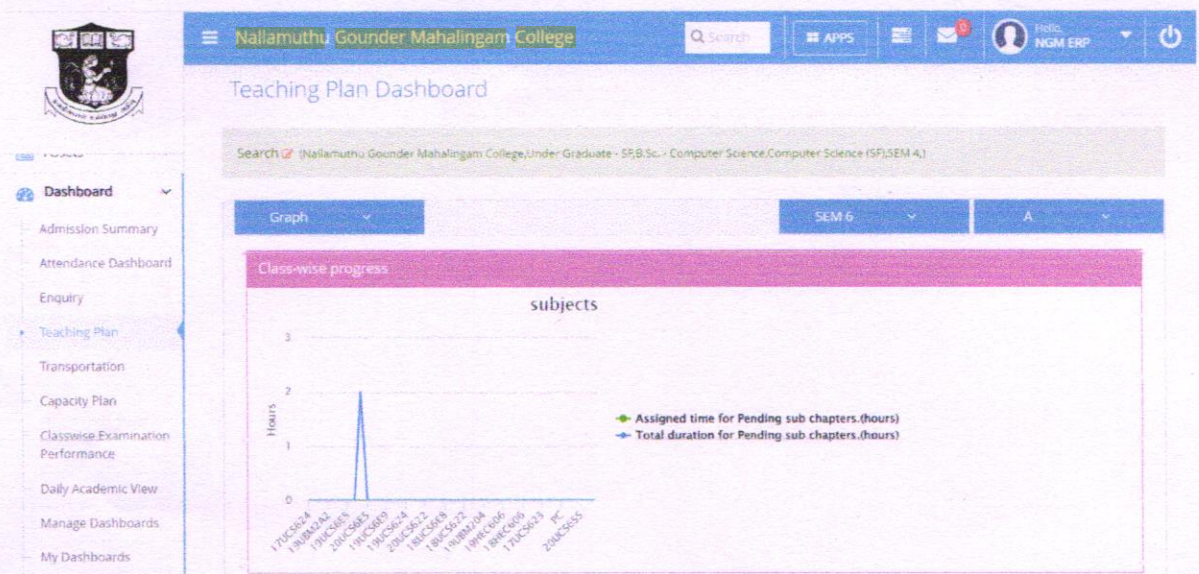 Nallamuthu Gounder Mahalingam College
Search
APPS
Hello,
NGM ERP
Teaching Plan Dashboard
Search (Nallamuthu Gounder Mahalingam College,Under Graduate - SF,B.Sc. - Computer Science,Computer Science (SF),SEM 4,)
Dashboard
Admission Summary
Attendance Dashboard
Enquiry
Teaching Plan
Transportation
Capacity Plan
Classwise Examination
Performance
Daily Academic View
Manage Dashboards
My Dashboards
Graph
SEM 6
A
Class-wise progress
subjects
3
2
1
0
Hours
17UCS624
19UBM2A2
19UCS6E5
20UCS6E5
19UCS6E9
19UCS624
20UCS622
18UCS6E8
18UCS622
19UBM204
19HEC606
18HEC606
17UCS623
PC
20UCS6S5
Assigned time for Pending sub chapters.(hours)
Total duration for Pending sub chapters.(hours)